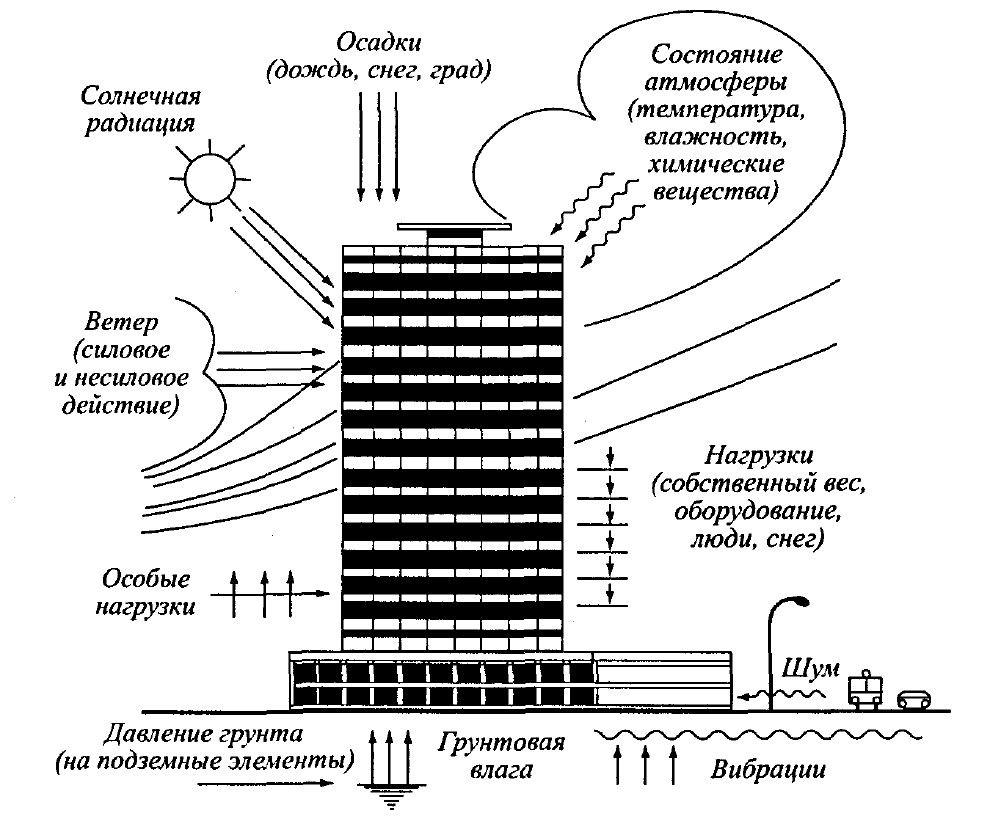 Осадки
(дождь, снег, град)
Состояние
атмосферы
(температура,
влажность,
химические
вещества)
Солнечная
радиация
Ветер
(силовое
и несиловое
действие)
Нагрузки
(собственный вес,
оборудование,
люди, снег)
Особые
нагрузки
Шум
Давление грунта
(на подземные элементы)
Грунтовая
влага
Вибрации